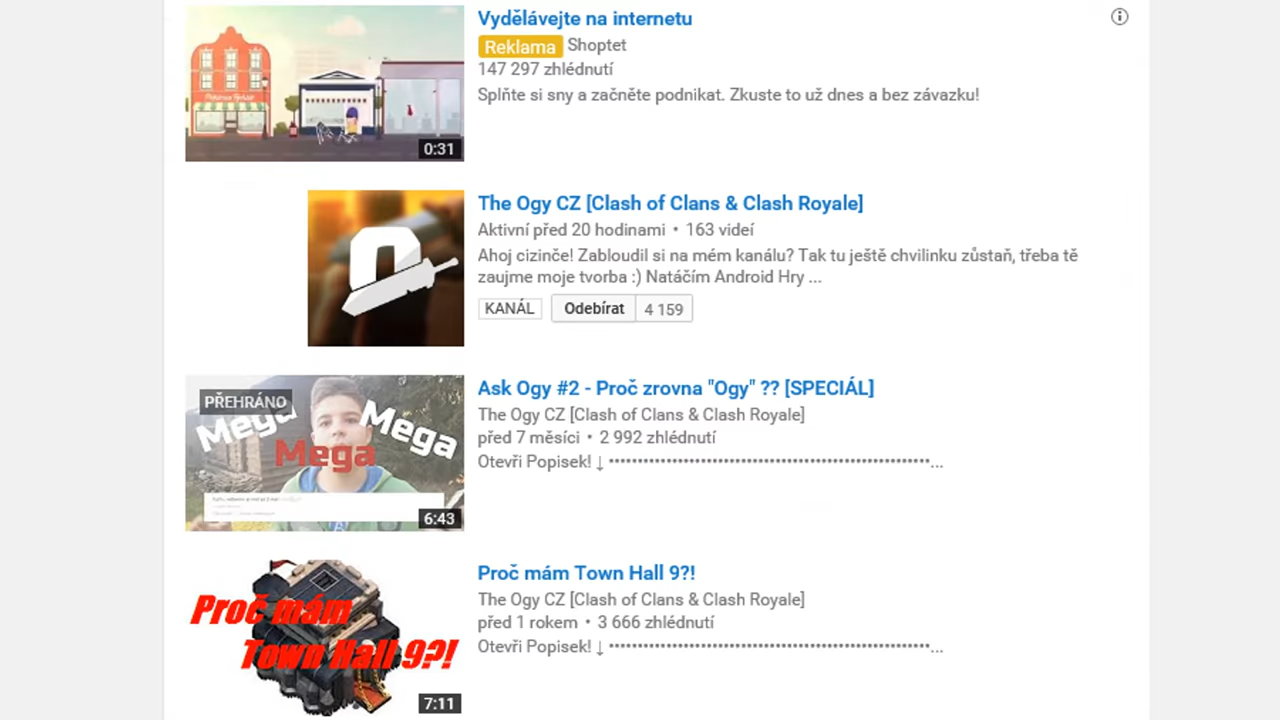 Vydělávejte na internetu
Reklama Shoptet
147 297 zhlédnutí
Splňte si sny a začněte podnikat. Zkuste to už dnes a bez závazku!
0:31
The Ogy CZ [Clash of Clans & Clash Royale]
Aktivní před 20 hodinami • 163 videí
Ahoj cizinče! Zabloudil si na mém kanálu? Tak tu ještě chvilinku zůstaň, třeba tě
zaujme moje tvorba :) Natáčím Android Hry ...
KANÁL Odebírat 4 159
PŘEHRÁNO
Mega Mega
Mega
6:43
Ask Ogy #2 - Proč zrovna "Ogy" ?? [SPECIÁL]
The Ogy CZ [Clash of Clans & Clash Royale]
před 7 měsíci • 2 992 zhlédnutí
Otevři Popisek! ↓ ••••••••••••••••••••••••••••••••••••••••••••••••••••••••...
Proč mám
Town Hall 9?!
7:11
Proč mám Town Hall 9?!
The Ogy CZ [Clash of Clans & Clash Royale]
před 1 rokem • 3 666 zhlédnutí
Otevři Popisek! ↓ ••••••••••••••••••••••••••••••••••••••••••••••••••••••••...